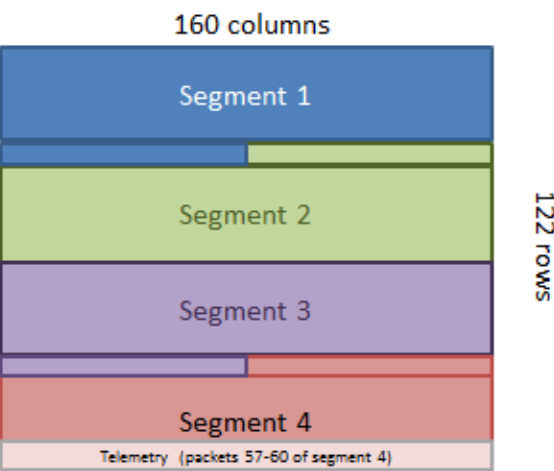 160 columns
Segment 1
Segment 2
122 rows
Segment 3
Segment 4
Telemetry (packets 57-60 of segment 4)